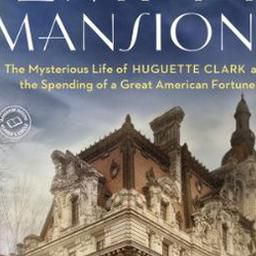 MANSION
The Mysterious Life of HUGUETTE CLARK a
the Spending of a Great American Fortune